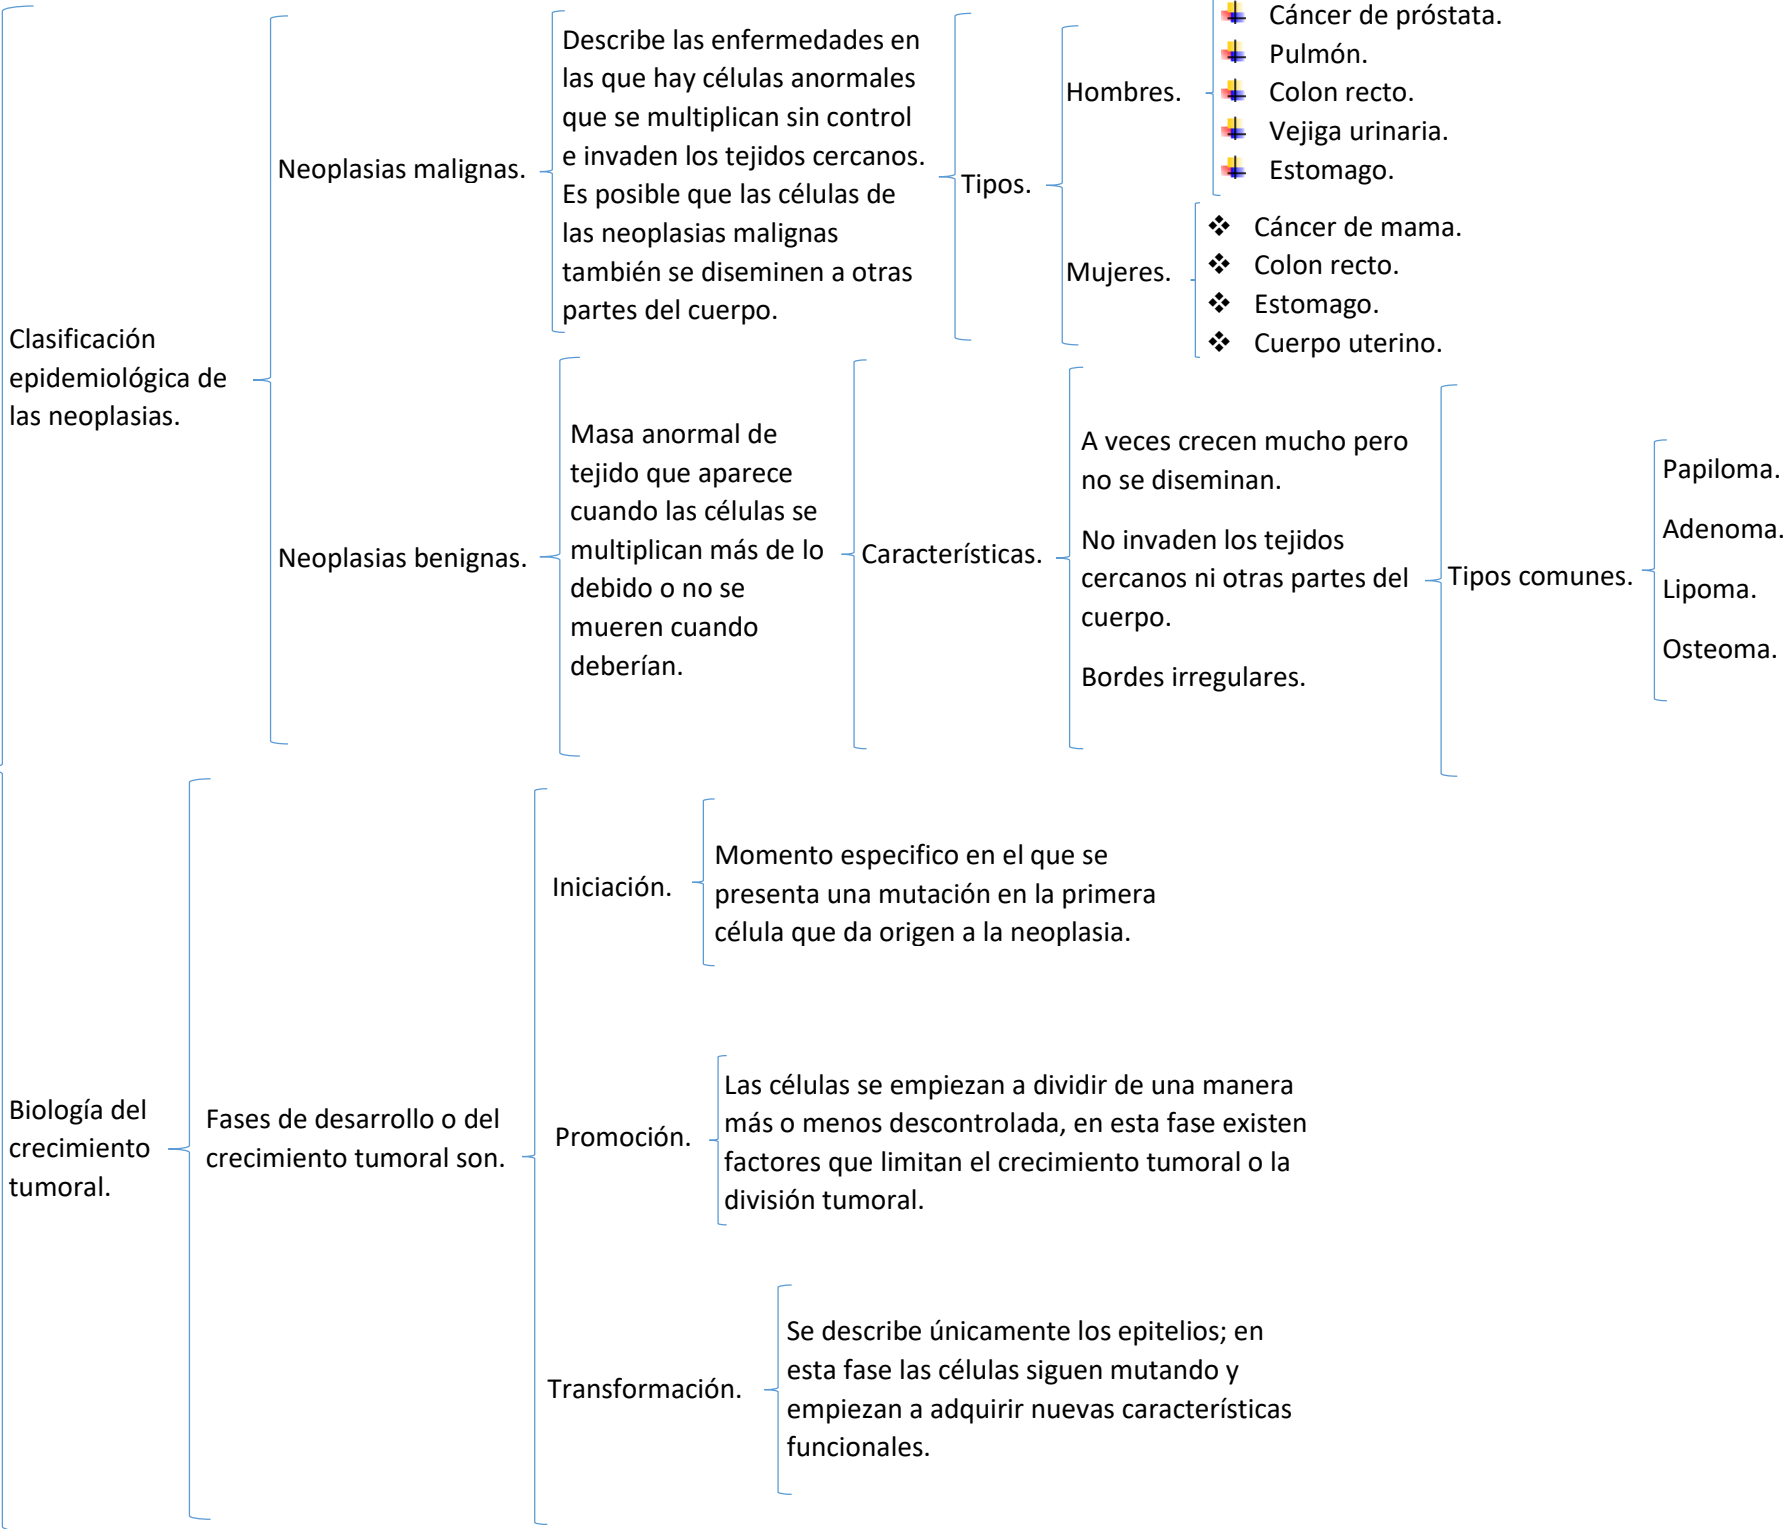 Clasificación
epidemiológica de
las neoplasias.
Neoplasias malignas.
Describe las enfermedades en
las que hay células anormales
que se multiplican sin control
e invaden los tejidos cercanos.
Es posible que las células de
las neoplasias malignas
también se diseminen a otras
partes del cuerpo.
Tipos.
Hombres.
Cáncer de próstata.
Pulmón.
Colon recto.
Vejiga urinaria.
Estomago.
Mujeres.
Cáncer de mama.
Colon recto.
Estomago.
Cuerpo uterino.
Neoplasias benignas.
Masa anormal de
tejido que aparece
cuando las células se
multiplican más de lo
debido o no se
mueren cuando
deberían.
Características.
A veces crecen mucho pero
no se diseminan.
No invaden los tejidos
cercanos ni otras partes del
cuerpo.
Bordes irregulares.
Tipos comunes.
Papiloma.
Adenoma.
Lipoma.
Osteoma.
Biología del
crecimiento
tumoral.
Fases de desarrollo o del
crecimiento tumoral son.
Iniciación.
Momento especifico en el que se
presenta una mutación en la primera
célula que da origen a la neoplasia.
Promoción.
Las células se empiezan a dividir de una manera
más o menos descontrolada, en esta fase existen
factores que limitan el crecimiento tumoral o la
división tumoral.
Transformación.
Se describe únicamente los epitelios; en
esta fase las células siguen mutando y
empiezan a adquirir nuevas características
funcionales.